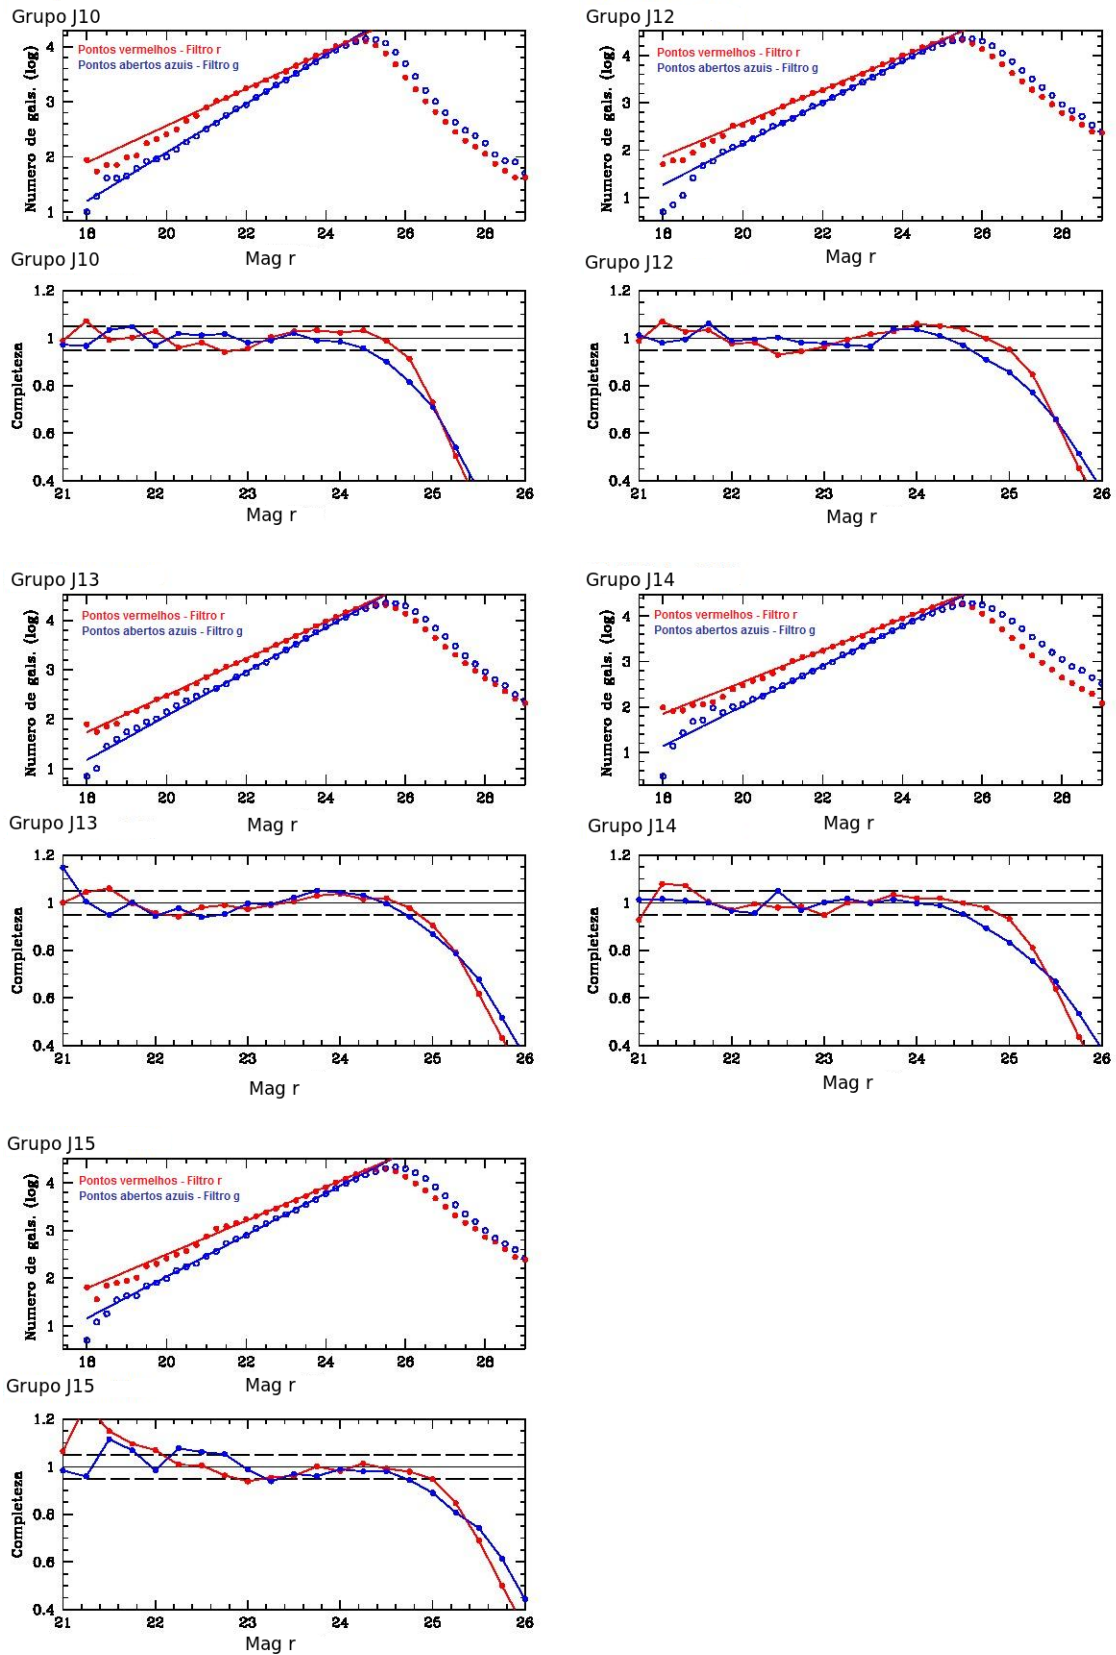 Grupo J10
Numero de gals. (log)
4
3
2
1
Pontos vermelhos - Filtro r
Pontos abertos azuis - Filtro g
18 20 22 24 26 28
Mag r
Grupo J10
Completeza
1.2
1
0.8
0.6
0.4
21 22 23 24 25 26
Mag r
Grupo J12
Numero de gals. (log)
4
3
2
1
Pontos vermelhos - Filtro r
Pontos abertos azuis - Filtro g
18 20 22 24 26 28
Mag r
Grupo J12
Completeza
1.2
1
0.8
0.6
0.4
21 22 23 24 25 26
Mag r
Grupo J13
Numero de gals. (log)
4
3
2
1
Pontos vermelhos - Filtro r
Pontos abertos azuis - Filtro g
18 20 22 24 26 28
Mag r
Grupo J13
Completeza
1.2
1
0.8
0.6
0.4
21 22 23 24 25 26
Mag r
Grupo J14
Numero de gals. (log)
4
3
2
1
Pontos vermelhos - Filtro r
Pontos abertos azuis - Filtro g
18 20 22 24 26 28
Mag r
Grupo J14
Completeza
1.2
1
0.8
0.6
0.4
21 22 23 24 25 26
Mag r
Grupo J15
Numero de gals. (log)
4
3
2
1
Pontos vermelhos - Filtro r
Pontos abertos azuis - Filtro g
18 20 22 24 26 28
Mag r
Grupo J15
Completeza
1.2
1
0.8
0.6
0.4
21 22 23 24 25 26
Mag r